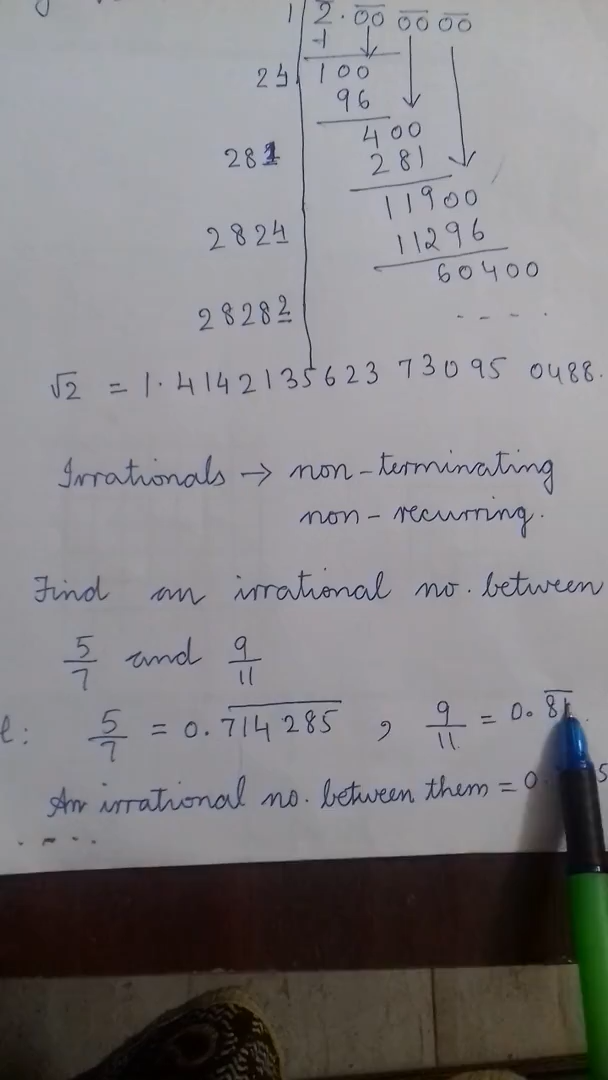 1 2.00 00 00
1
24 100
96
400
281 281
11900
2824 11296
60400
28282
- - - .
√2 = 1.4142135623 73095 0488.
Irrationals → non-terminating
non-recurring.
Find an irrational no. between
5/7 and 9/11
5/7 = 0.714285 , 9/11 = 0.81
An irrational no. between them = 0.
. - - . .